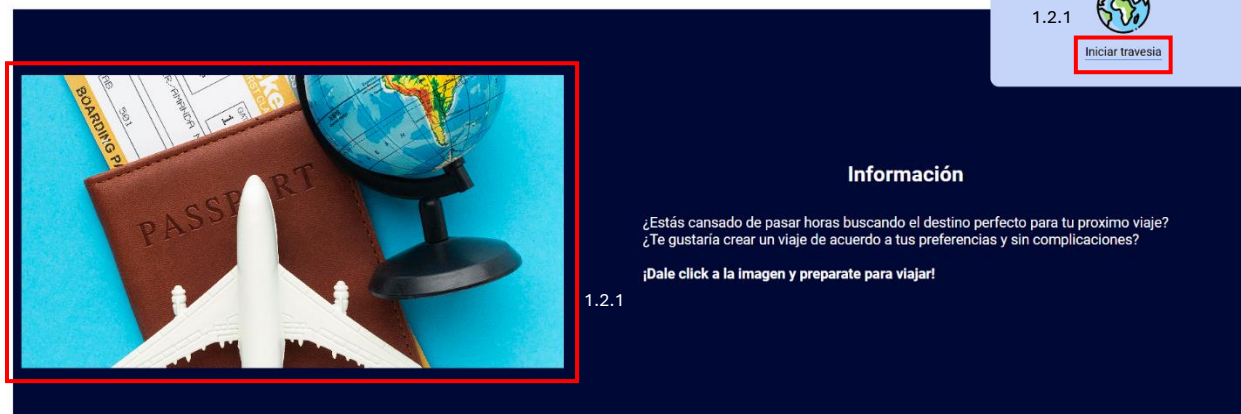 1.2.1
Iniciar travesia
BOARDING PA
501
PASSPORT
Información
¿Estás cansado de pasar horas buscando el destino perfecto para tu proximo viaje?
¿Te gustaría crear un viaje de acuerdo a tus preferencias y sin complicaciones?
¡Dale click a la imagen y preparate para viajar!
1.2.1